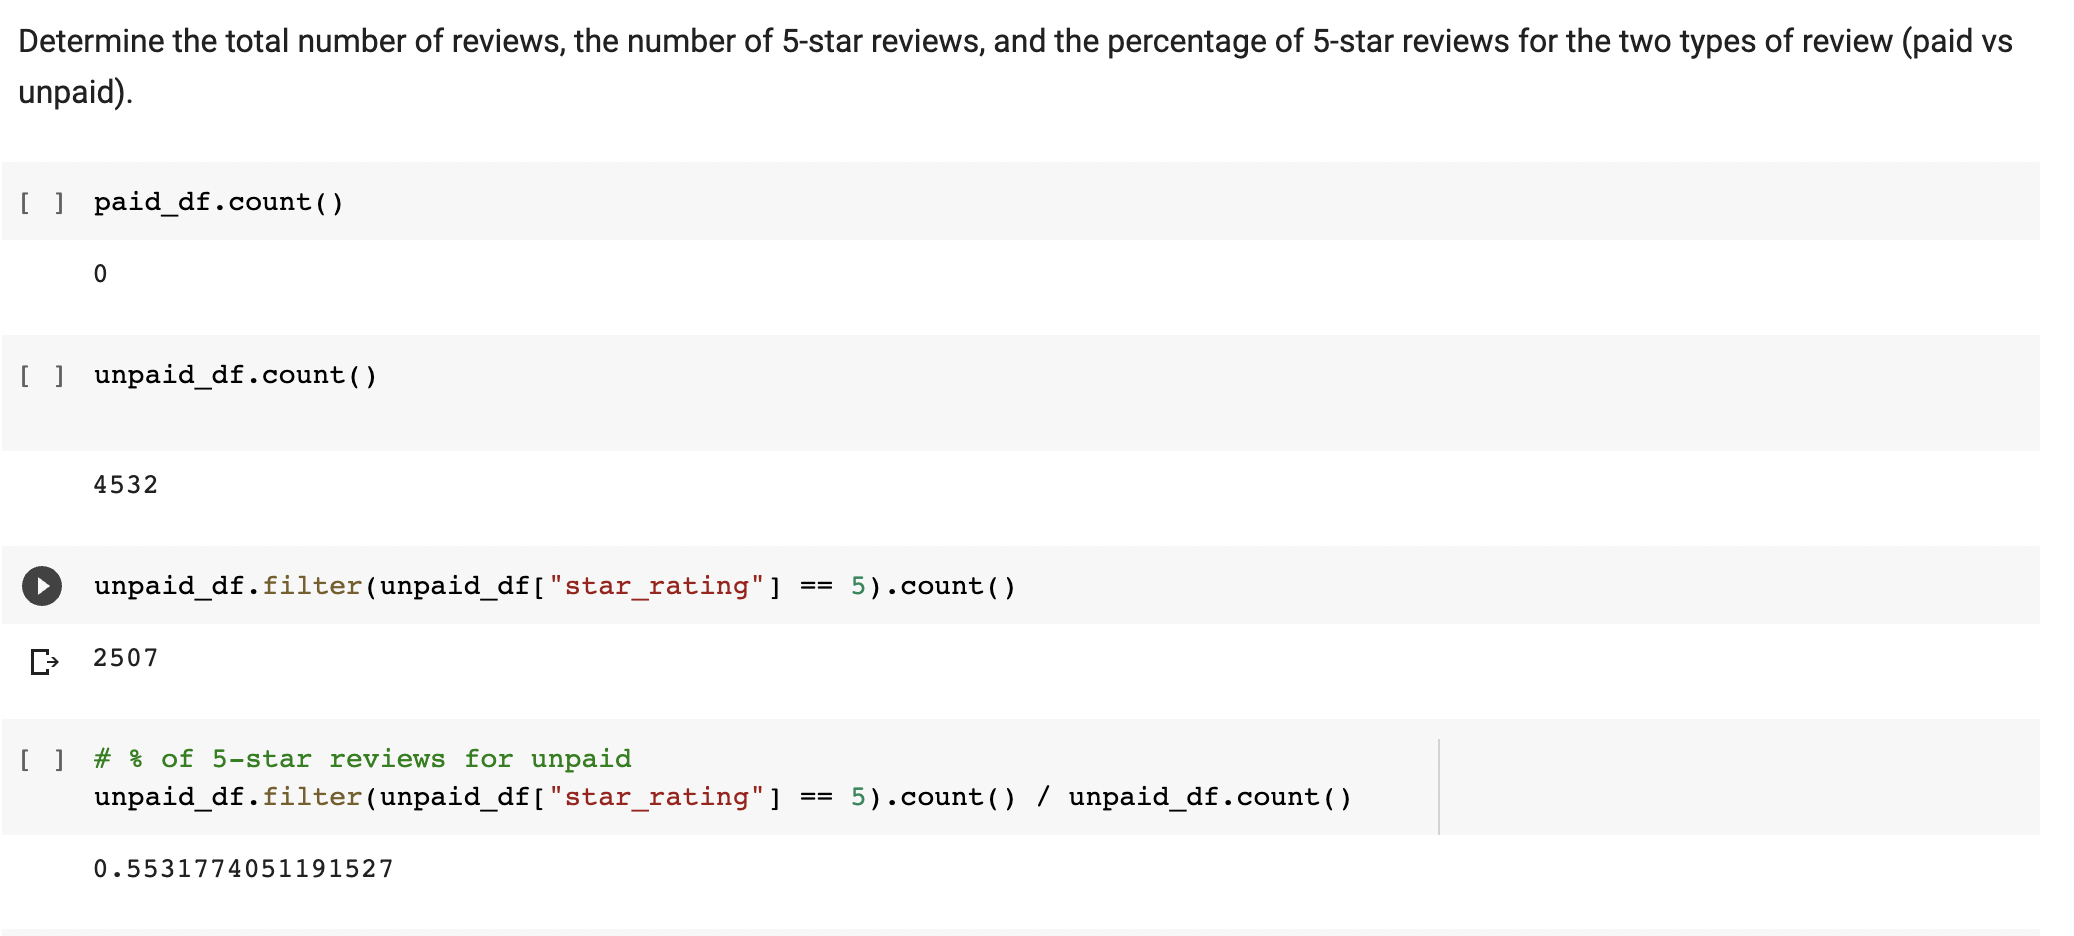 Determine the total number of reviews, the number of 5-star reviews, and the percentage of 5-star reviews for the two types of review (paid vs
unpaid).
[ ] paid_df.count()
0
[ ] unpaid_df.count()
4532
unpaid_df.filter(unpaid_df["star_rating"] == 5).count()
2507
[ ] # % of 5-star reviews for unpaid
unpaid_df.filter(unpaid_df["star_rating"] == 5).count() / unpaid_df.count()
0.5531774051191527